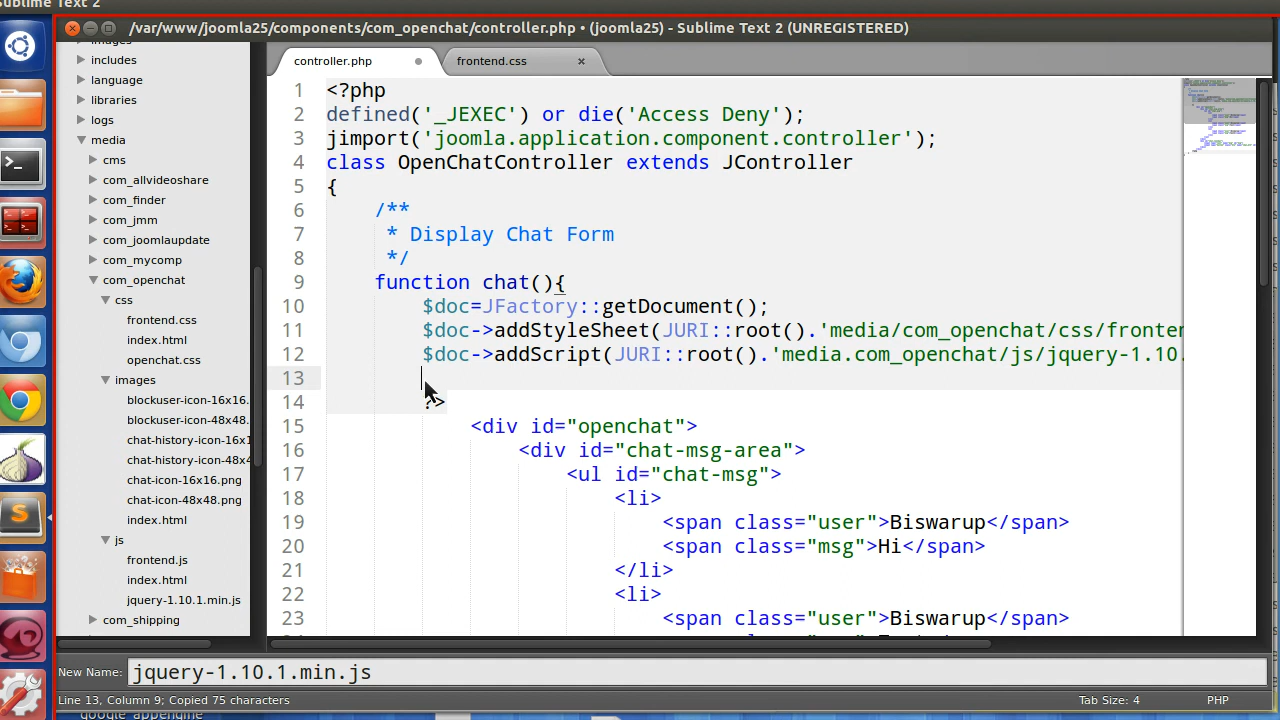 Sublime Text 2
/var/www/joomla25/components/com_openchat/controller.php • (joomla25) - Sublime Text 2 (UNREGISTERED)
images
includes
language
libraries
logs
media
cms
com_allvideoshare
com_finder
com_jmm
com_joomlaupdate
com_mycomp
com_openchat
css
frontend.css
index.html
openchat.css
images
blockuser-icon-16x16.
blockuser-icon-48x48.
chat-history-icon-16x1
chat-history-icon-48x4
chat-icon-16x16.png
chat-icon-48x48.png
index.html
js
frontend.js
index.html
jquery-1.10.1.min.js
com_shipping
controller.php
frontend.css
1 <?php
2 defined('_JEXEC') or die('Access Deny');
3 jimport('joomla.application.component.controller');
4 class OpenChatController extends JController
5 {
6 /**
7 * Display Chat Form
8 */
9 function chat(){
10 $doc=JFactory::getDocument();
11 $doc->addStyleSheet(JURI::root().'media/com_openchat/css/fronten
12 $doc->addScript(JURI::root().'media.com_openchat/js/jquery-1.10.
13
14 ?>
15 <div id="openchat">
16 <div id="chat-msg-area">
17 <ul id="chat-msg">
18 <li>
19 <span class="user">Biswarup</span>
20 <span class="msg">Hi</span>
21 </li>
22 <li>
23 <span class="user">Biswarup</span>
New Name: jquery-1.10.1.min.js
Line 13, Column 9; Copied 75 characters
Tab Size: 4
PHP
google appengine